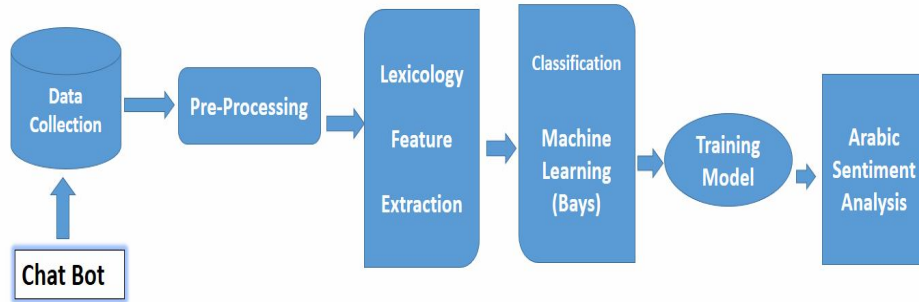 Data
Collection
Chat Bot
Pre-Processing
Lexicology
Feature
Extraction
Classification
Machine
Learning
(Bays)
Training
Model
Arabic
Sentiment
Analysis